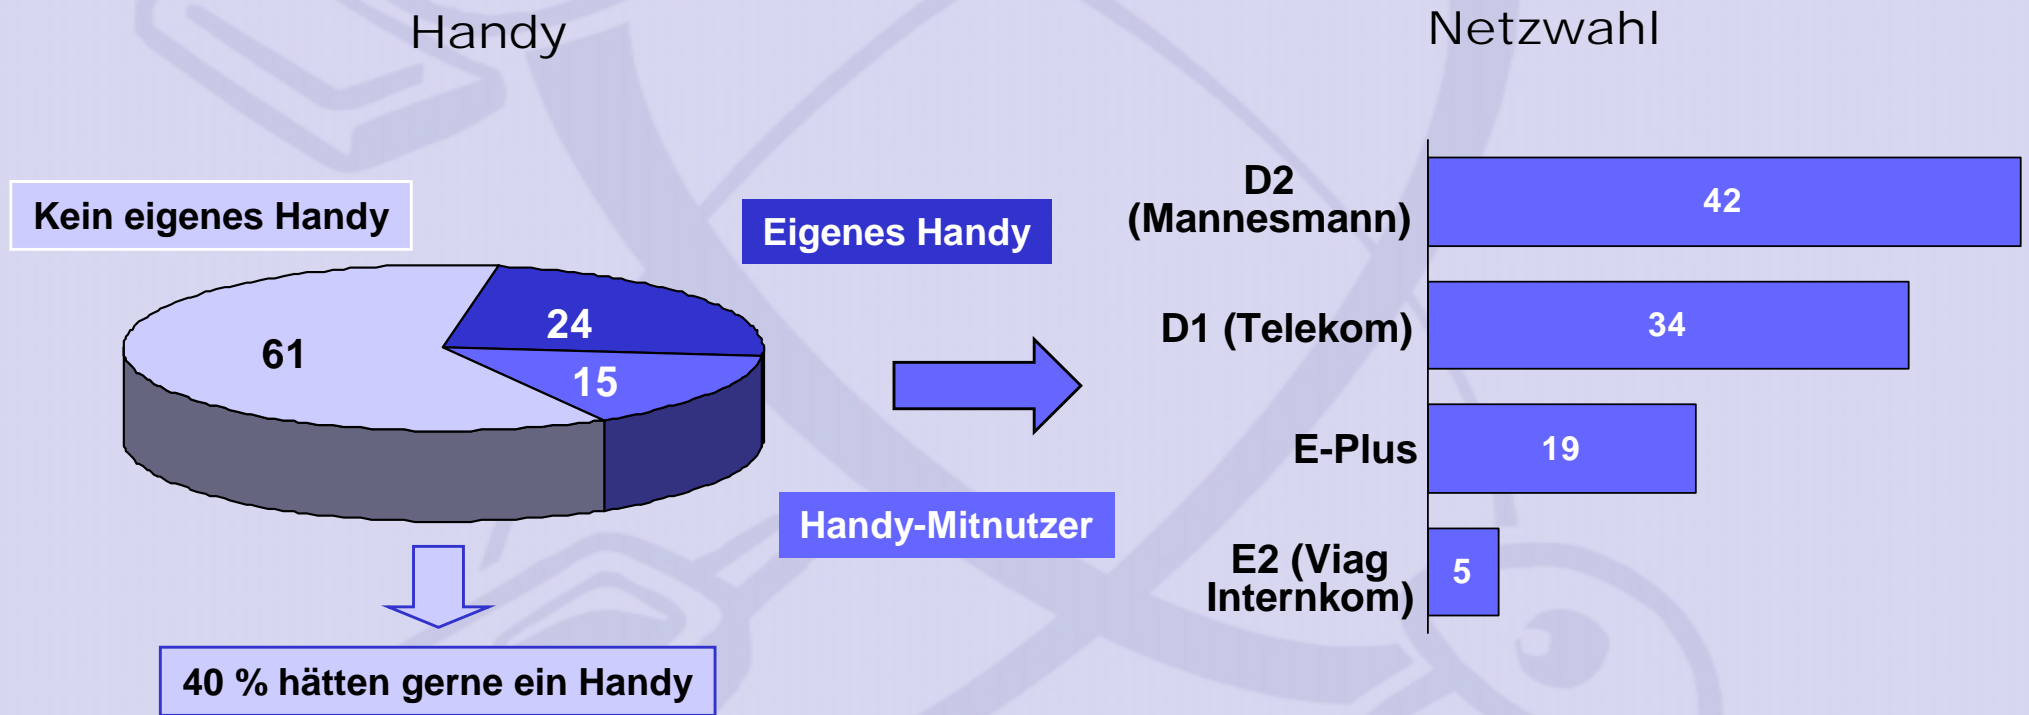 Handy
Kein eigenes Handy
Eigenes Handy
61
24
15
Handy-Mitnutzer
40 % hätten gerne ein Handy
Netzwahl
D2
(Mannesmann)
42
D1 (Telekom)
34
E-Plus
19
E2 (Viag
Internkom)
5